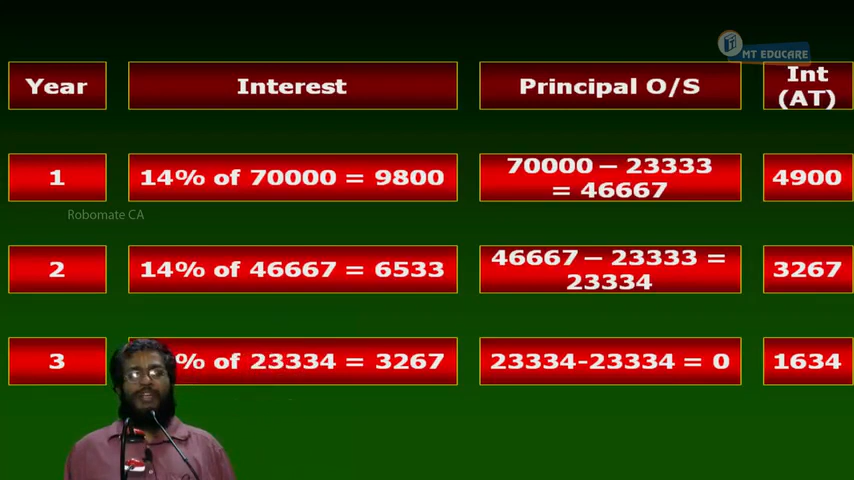 MT EDUCARE
Year Interest Principal O/S Int
(AT)
1 14% of 70000 = 9800 70000 – 23333
= 46667 4900
Robomate CA
2 14% of 46667 = 6533 46667 – 23333 =
23334 3267
3 % of 23334 = 3267 23334-23334 = 0 1634